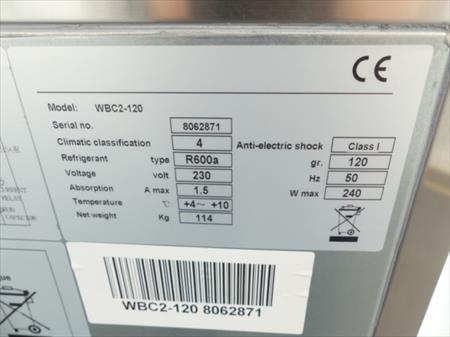 CE
Model: WBC2-120
Serial no. 8062871
Climatic classification 4 Anti-electric shock Class I
Refrigerant type R600a gr. 120
Voltage volt 230 Hz 50
Absorption A max 1.5 W max 240
Temperature ℃ +4~ +10
Net weight Kg 114
WBC2-120 8062871